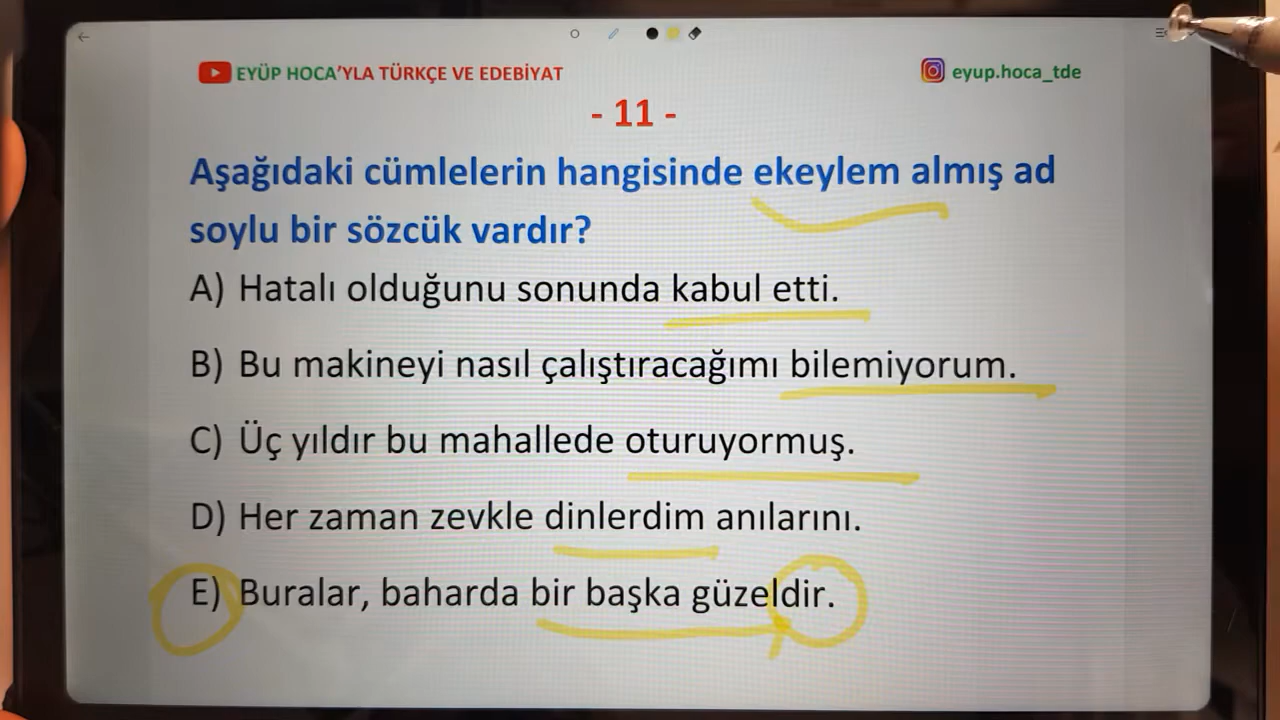 EYÜP HOCA'YLA TÜRKÇE VE EDEBİYAT
eyup.hoca_tde
- 11 -
Aşağıdaki cümlelerin hangisinde ekeylem almış ad
soylu bir sözcük vardır?
A) Hatalı olduğunu sonunda kabul etti.
B) Bu makineyi nasıl çalıştıracağımı bilemiyorum.
C) Üç yıldır bu mahallede oturuyormuş.
D) Her zaman zevkle dinlerdim anılarını.
E) Buralar, baharda bir başka güzeldir.